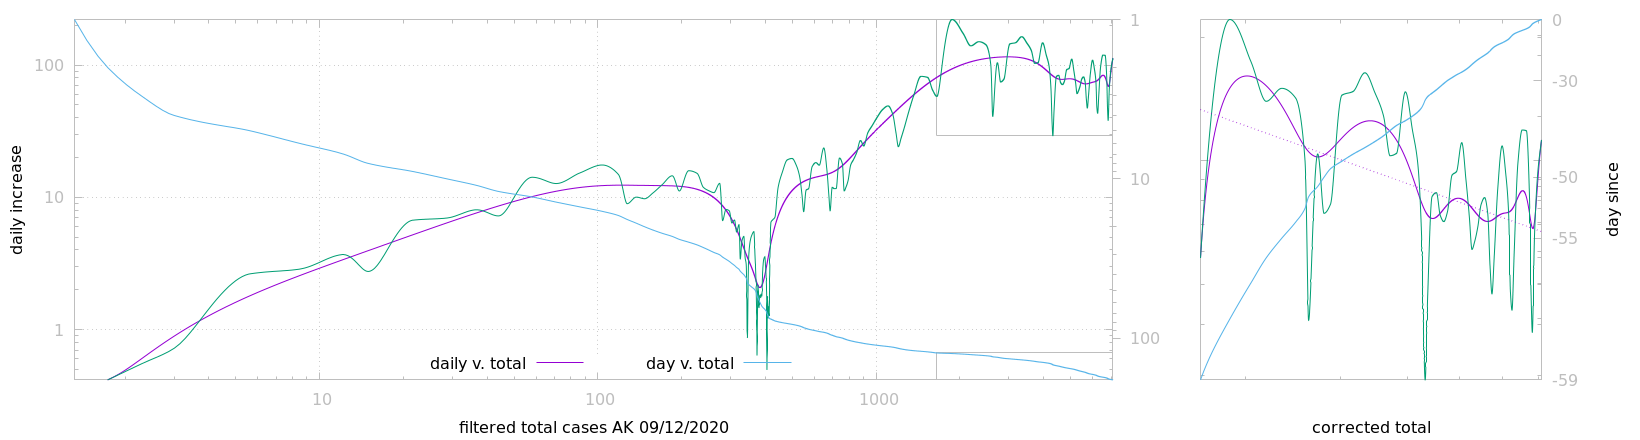 daily increase
100
10
1
10
100
1000
filtered total cases AK 09/12/2020
daily v. total
day v. total
1
10
100
corrected total
0
-30
-50
-55
-59
day since